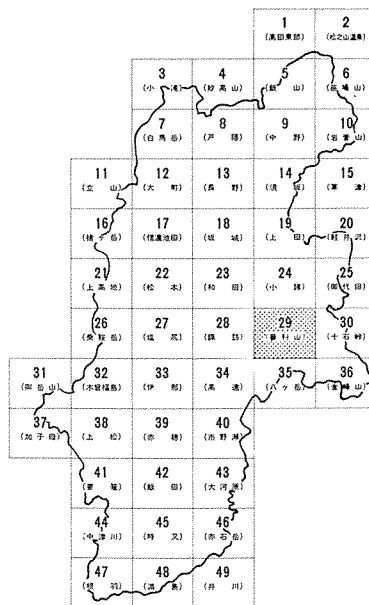 1 2
(高田東部) (松之山温泉)
3 4 5 6
(小滝) (妙高山) (飯山) (苗場山)
7 8 9 10
(白馬岳) (戸隠) (中野) (岩菅山)
11 12 13 14 15
(立山) (大町) (長野) (須坂) (草津)
16 17 18 19 20
(槍ヶ岳) (信濃池田) (坂城) (上田) (軽井沢)
21 22 23 24 25
(上高地) (松本) (和田) (小諸) (御代田)
26 27 28 29 30
(乗鞍岳) (塩尻) (諏訪) (蓼科山) (十石峠)
31 32 33 34 35 36
(御岳山) (木曽福島) (伊那) (高遠) (八ヶ岳) (金峰山)
37 38 39 40
(加子母) (上松) (赤穂) (市野瀬)
41 42 43
(妻籠) (飯田) (大河原)
44 45 46
(中津川) (時又) (赤石岳)
47 48 49
(根羽) (満島) (井川)